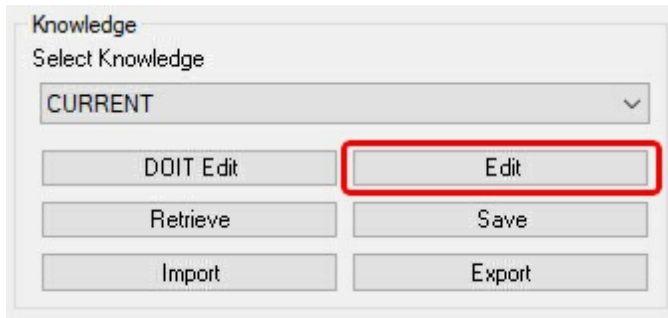 Knowledge
Select Knowledge
CURRENT
DOIT Edit Edit
Retrieve Save
Import Export